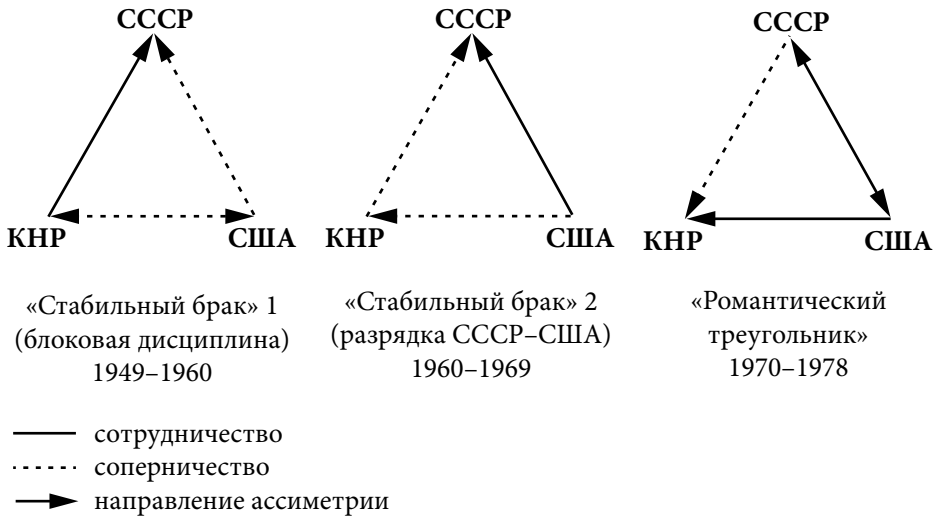 СССР
КНР
США
«Стабильный брак» 1
(блоковая дисциплина)
1949–1960
СССР
КНР
США
«Стабильный брак» 2
(разрядка СССР–США)
1960–1969
СССР
КНР
США
«Романтический
треугольник»
1970–1978
сотрудничество
соперничество
направление ассиметрии